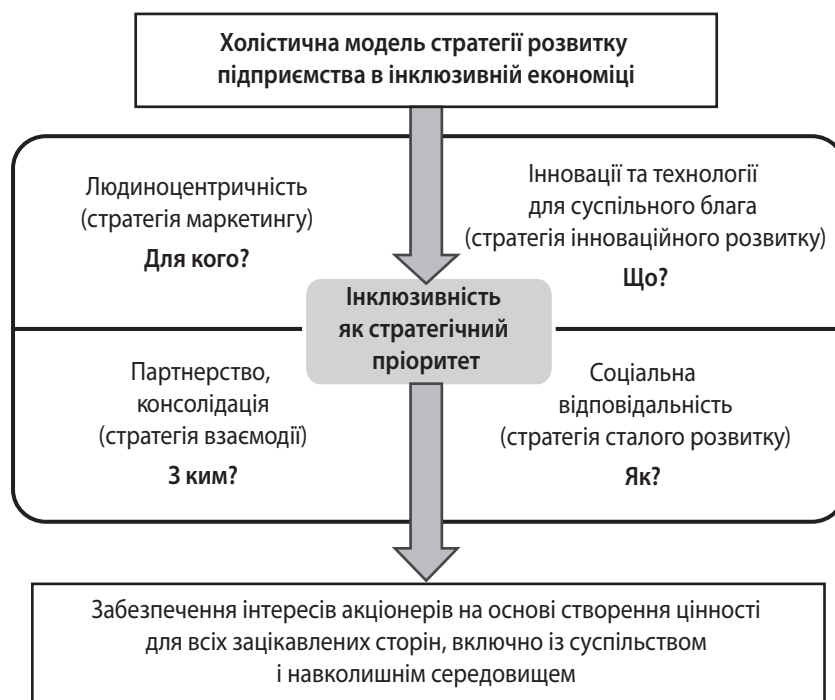 Холістична модель стратегії розвитку
підприємства в інклюзивній економіці
Людиноцентричність
(стратегія маркетингу)
Для кого?
Інновації та технології
для суспільного блага
(стратегія інноваційного розвитку)
Що?
Інклюзивність
як стратегічний
пріоритет
Партнерство,
консолідація
(стратегія взаємодії)
З ким?
Соціальна
відповідальність
(стратегія сталого розвитку)
Як?
Забезпечення інтересів акціонерів на основі створення цінності
для всіх зацікавлених сторін, включно із суспільством
і навколишнім середовищем